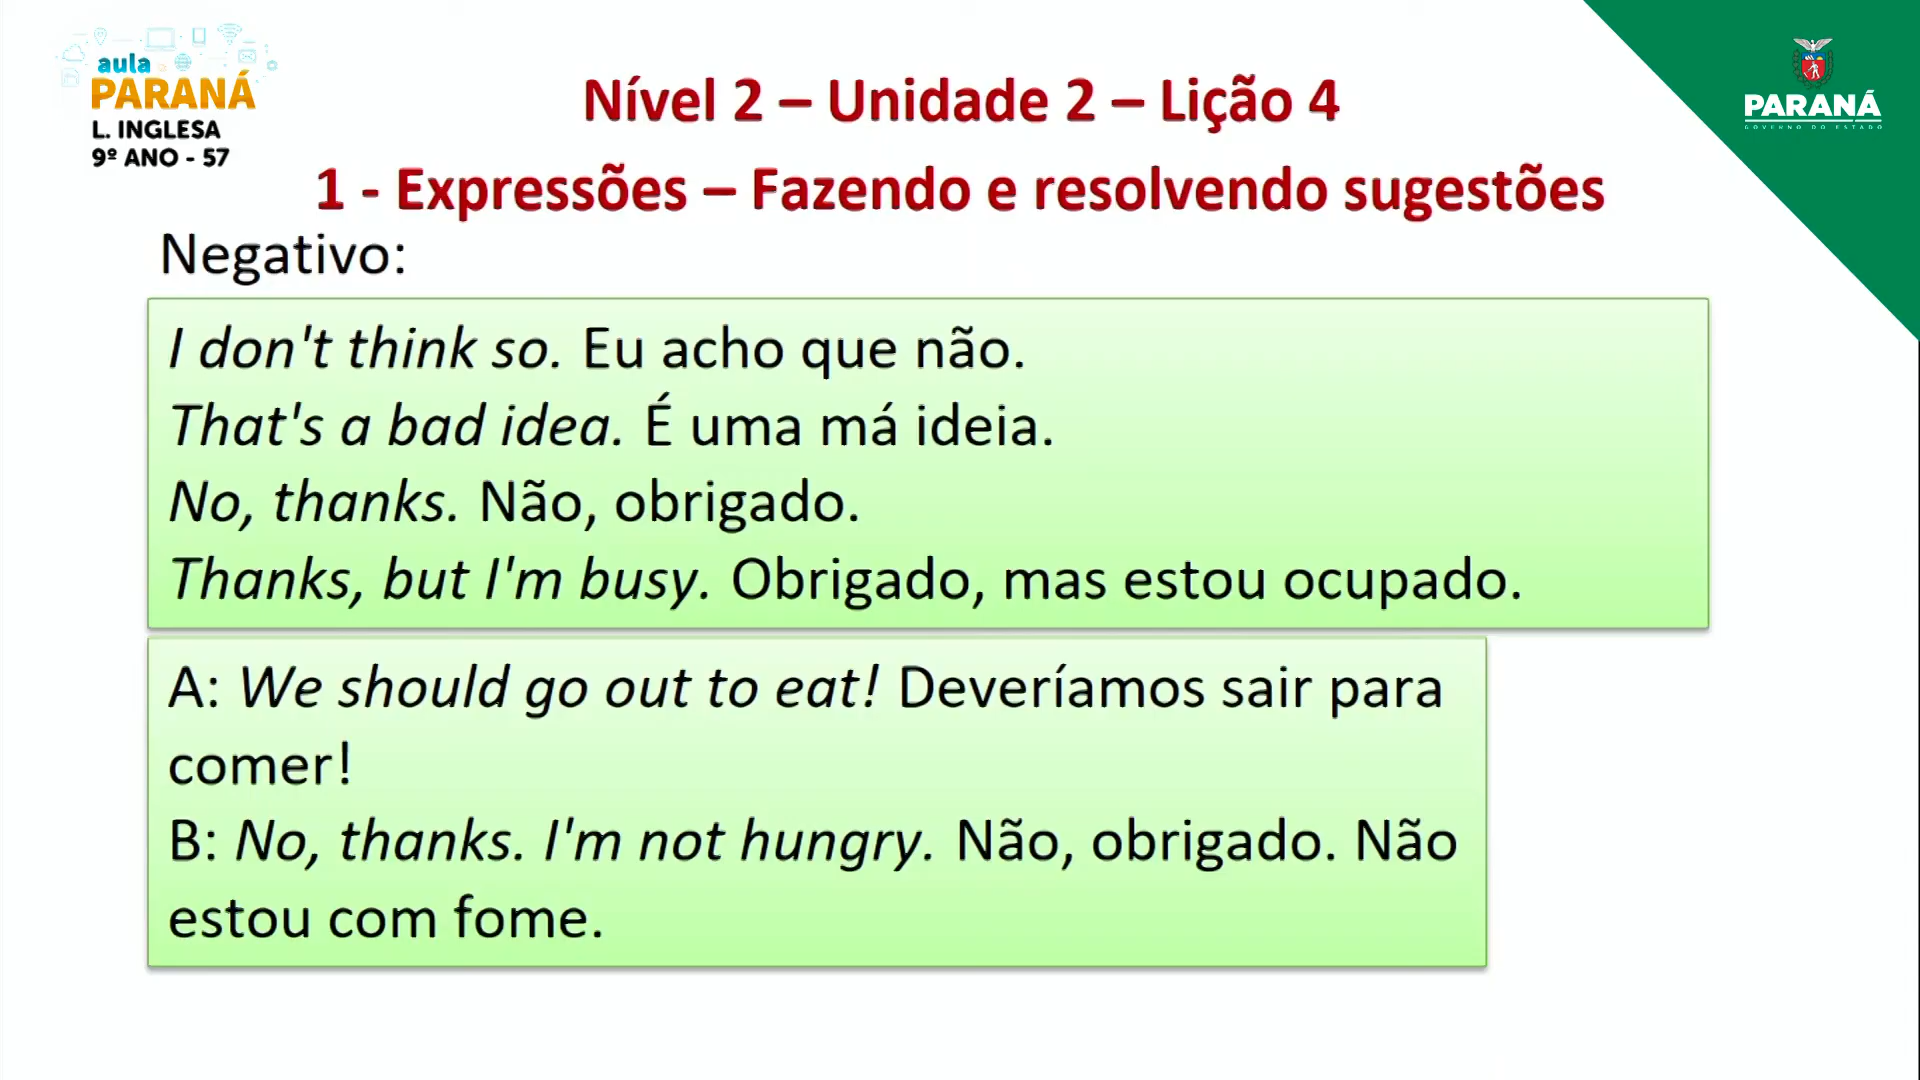 aula
PARANÁ
L. INGLESA
9º ANO - 57
PARANÁ
GOVERNO DO ESTADO
Nível 2 – Unidade 2 – Lição 4
1 - Expressões – Fazendo e resolvendo sugestões
Negativo:
I don't think so. Eu acho que não.
That's a bad idea. É uma má ideia.
No, thanks. Não, obrigado.
Thanks, but I'm busy. Obrigado, mas estou ocupado.
A: We should go out to eat! Deveríamos sair para
comer!
B: No, thanks. I'm not hungry. Não, obrigado. Não
estou com fome.